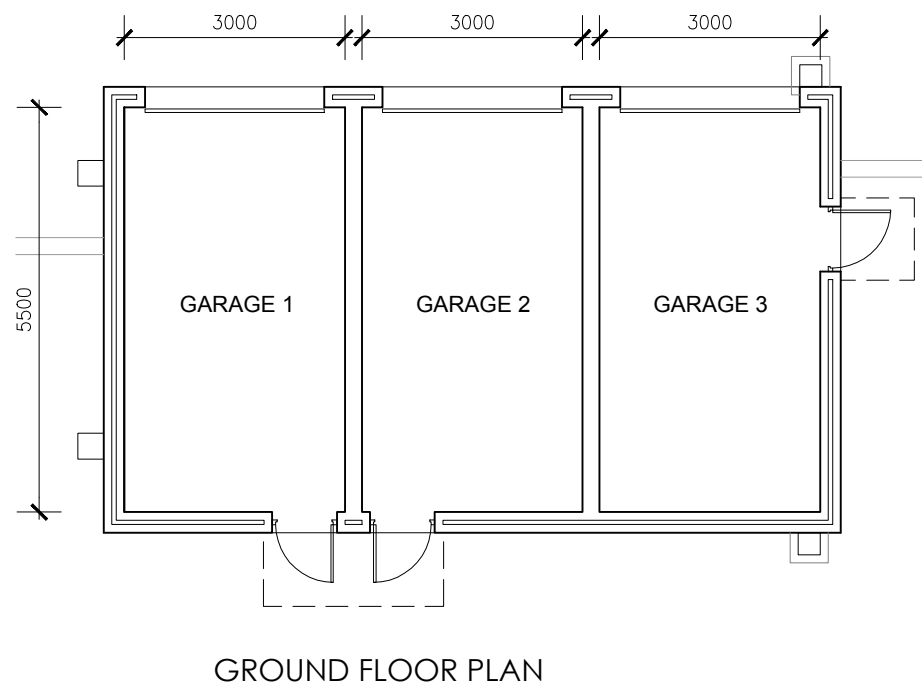 3000
3000
3000
5500
GARAGE 1
GARAGE 2
GARAGE 3
GROUND FLOOR PLAN